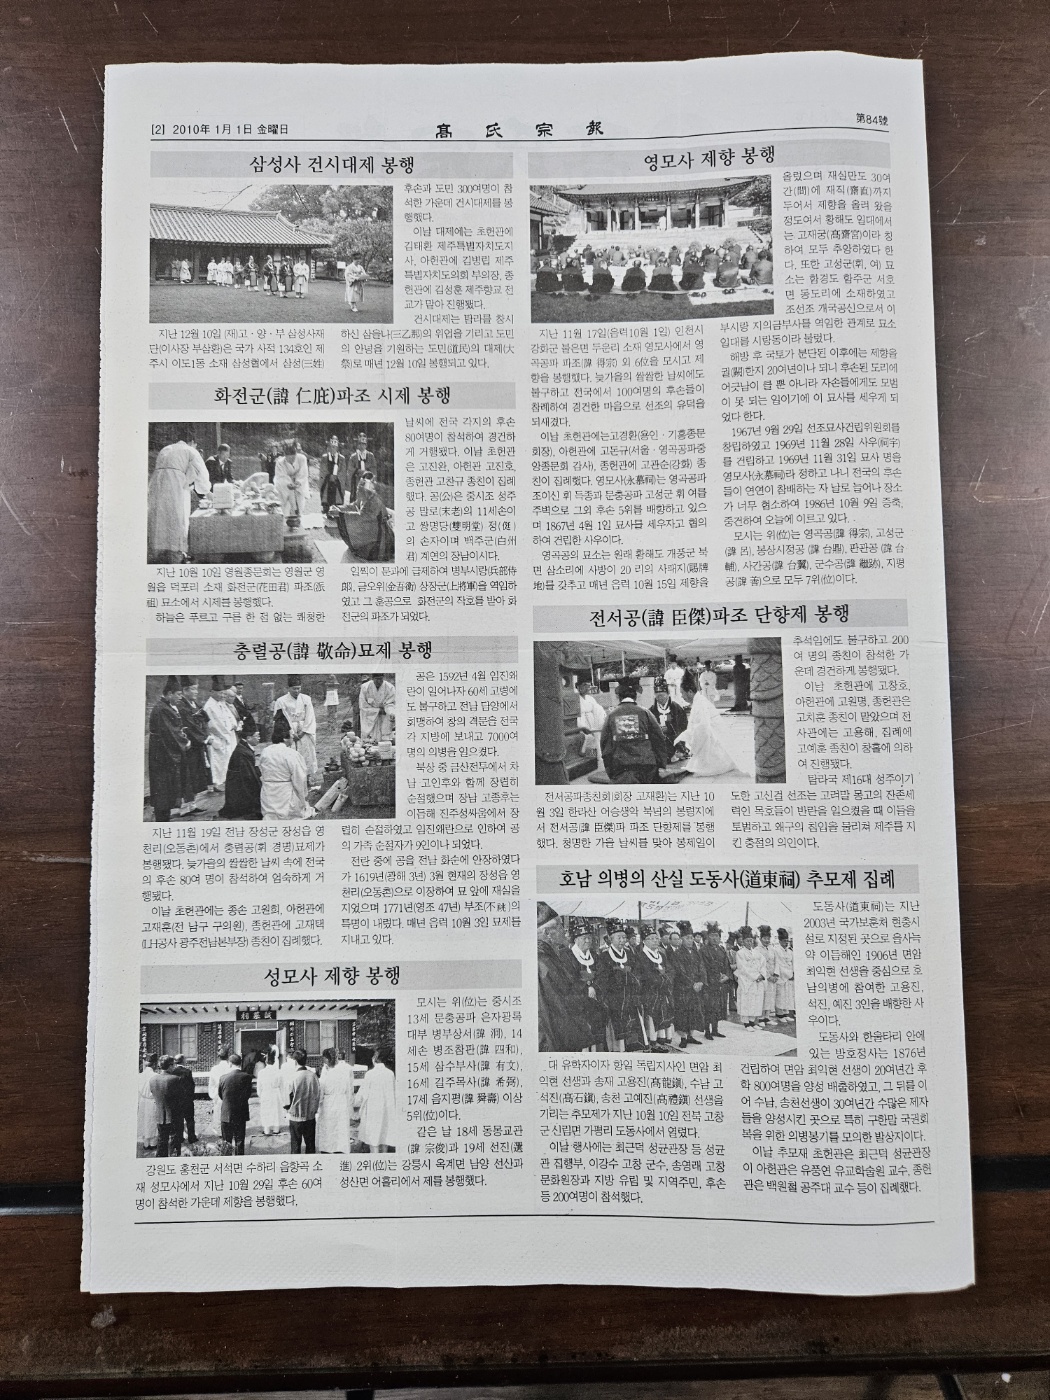 [2] 2010年 1月 1日 金曜日
髙氏宗報
第84號
삼성사 건시대제 봉행
지난 12월 10일 (재)고·양·부 삼성사재
단(이사장 부삼환)은 국가 사적 134호인 제
주시 이도1동 소재 삼성혈에서 삼성(三姓)
후손과 도민 300여명이 참
석한 가운데 건시대제를 봉
행했다.
이날 대제에는 초헌관에
김태환 제주특별자치도지
사, 아헌관에 김병립 제주
특별자치도의회 부의장, 종
헌관에 김성훈 제주향교 전
교가 맡아 진행됐다.
건시대제는 탐라를 창시
하신 삼을나(三乙那)의 위업을 기리고 도민
의 안녕을 기원하는 도민(道民)의 대제(大
祭)로 매년 12월 10일 봉행되고 있다.
화전군(諱 仁庇)파조 시제 봉행
지난 10월 10일 영월종문회는 영월군 영
월읍 덕포리 소재 화전군(花田君) 파조(派
祖) 묘소에서 시제를 봉행했다.
하늘은 푸르고 구름 한 점 없는 쾌청한
날씨에 전국 각지의 후손
80여명이 참석하여 경건하
게 거행됐다. 이날 초헌관
은 고진완, 아헌관 고진호,
종헌관 고찬규 종친이 집례
했다. 공(公)은 중시조 성주
공 말로(末老)의 11세손이
고 쌍명당(雙明堂) 정(侹)
의 손자이며 백주군(白州
君) 계연의 장남이시다.
일찍이 문과에 급제하여 병부시랑(兵部侍
郞), 금오위(金吾衛) 상장군(上將軍)을 역임하
였고 그 훈공으로 화전군의 작호를 받아 화
전군의 파조가 되었다.
충렬공(諱 敬命)묘제 봉행
지난 11월 19일 전남 장성군 장성읍 영
천리(오동촌)에서 충렬공(휘 경명)묘제가
봉행됐다. 늦가을의 쌀쌀한 날씨 속에 전국
의 후손 80여 명이 참석하여 엄숙하게 거
행됐다.
이날 초헌관에는 종손 고원희, 아헌관에
고재훈(전 남구 구의원), 종헌관에 고재택
(LH공사 광주전남본부장) 종친이 집례했다.
공은 1592년 4월 임진왜
란이 일어나자 60세 고령에
도 불구하고 전남 담양에서
회맹하여 창의 격문을 전국
각 지방에 보내고 7000여
명의 의병을 일으켰다.
북상 중 금산전투에서 차
남 고인후와 함께 장렬히
순절했으며 장남 고종후는
이듬해 진주성싸움에서 장
렬히 순절하였고 임진왜란으로 인하여 공
의 가족 순절자가 9인이나 되었다.
전란 중에 공을 전남 화순에 안장하였다
가 1619년(광해 3년) 3월 현재의 장성읍 영
천리(오동촌)으로 이장하여 묘 앞에 재실을
지었으며 1771년(영조 47년) 부조(不祧)의
특명이 내렸다. 매년 음력 10월 3일 묘제를
지내고 있다.
성모사 제향 봉행
강원도 홍천군 서석면 수하리 음짱곡 소
재 성모사에서 지난 10월 29일 후손 60여
명이 참석한 가운데 제향을 봉행했다.
모시는 위(位)는 중시조
13세 문충공파 은자광록
대부 병부상서(諱 洞), 14
세손 병조참판(諱 四和),
15세 삼수부사(諱 有文),
16세 길주목사(諱 希弼),
17세 음지평(諱 舜壽) 이상
5위(位)이다.
같은 날 18세 동몽교관
(諱 宗俊)과 19세 선진(選
進) 2위(位)는 강릉시 옥계면 남양 선산과
성산면 어흘리에서 제를 봉행했다.
영모사 제향 봉행
지난 11월 17일(음력10월 1일) 인천시
강화군 불은면 두운리 소재 영모사에서 영
곡공파 파조(諱 得宗) 외 6位을 모시고 제
향을 봉행했다. 늦가을의 쌀쌀한 날씨에도
불구하고 전국에서 100여명의 후손들이
참례하여 경건한 마음으로 선조의 유덕을
되새겼다.
이날 초헌관에는고경환(용인·기흥종문
회장), 아헌관에 고돈규(서울·영곡공파중
앙종문회 감사), 종헌관에 고관순(강화) 종
친이 집례했다. 영모사(永慕祠)는 영곡공파
조이신 휘 득종과 문충공파 고성군 휘 여를
주벽으로 그외 후손 5위를 배향하고 있으
며 1867년 4월 1일 묘사를 세우자고 협의
하여 건립한 사우이다.
영곡공의 묘소는 원래 황해도 개풍군 북
면 삼소리에 사방이 20 리의 사패지(賜牌
地)를 갖추고 매년 음력 10월 15일 제향을
올렸으며 재실만도 30여
간(間)에 재직(齋直)까지
두어서 제향을 올려 왔을
정도여서 황해도 일대에서
는 고재궁(髙齋宮)이라 칭
하여 모두 추앙하였다 한
다. 또한 고성군(휘, 여) 묘
소는 함경도 함주군 서호
면 동도리에 소재하였고
조선조 개국공신으로서 이
부시랑 지의금부사를 역임한 관계로 묘소
일대를 시랑동이라 불렀다.
해방 후 국토가 분단된 이후에는 제향을
궐(闕)한지 20여년이나 되니 후손된 도리에
어긋남이 클 뿐 아니라 자손들에게도 모범
이 못 되는 일이기에 이 묘사를 세우게 되
었다 한다.
1967년 9월 29일 선조묘사건립위원회를
창립하였고 1969년 11월 28일 사우(祠宇)
를 건립하고 1969년 11월 31일 묘사 명을
영모사(永慕祠)라 정하고 나니 전국의 후손
들이 연연이 참배하는 자 날로 늘어나 장소
가 너무 협소하여 1986년 10월 9일 증축,
중건하여 오늘에 이르고 있다.
모시는 위(位)는 영곡공(諱 得宗), 고성군
(諱 呂), 봉상시정공(諱 台鼎), 판관공(諱 台
輔), 사간공(諱 台翼), 군수공(諱 繼跡), 지평
공(諱 善)으로 모두 7위(位)이다.
전서공(諱 臣傑)파조 단향제 봉행
전서공파종친회(회장 고재환)는 지난 10
월 3일 한라산 어승생악 북녘의 봉령지에
서 전서공(諱 臣傑)파 파조 단향제를 봉행
했다. 청명한 가을 날씨를 맞아 봉제일이
추석임에도 불구하고 200
여 명의 종친이 참석한 가
운데 경건하게 봉행됐다.
이날 초헌관에 고창호,
아헌관에 고원명, 종헌관은
고치훈 종친이 맡았으며 전
사관에는 고용해, 집례에
고예훈 종친이 창홀에 의하
여 진행됐다.
탐라국 제16대 성주이기
도한 고신걸 선조는 고려말 몽고의 잔존세
력인 목호들이 반란을 일으켰을 때 이들을
토벌하고 왜구의 침입을 물리쳐 제주를 지
킨 충전의 의인이다.
호남 의병의 산실 도동사(道東祠) 추모제 집례
대 유학자이자 항일 독립지사인 면암 최
익현 선생과 송재 고용진(髙龍鎭), 수남 고
석진(髙石鎭), 송천 고예진(髙禮鎭) 선생을
기리는 추모제가 지난 10월 10일 전북 고창
군 신림면 가평리 도동사에서 열렸다.
이날 행사에는 최근덕 성균관장 등 성균
관 집행부, 이강수 고창 군수, 송영래 고창
문화원장과 지방 유림 및 지역주민, 후손
등 200여명이 참석했다.
도동사(道東祠)는 지난
2003년 국가보훈처 현충시
설로 지정된 곳으로 을사늑
약 이듬해인 1906년 면암
최익현 선생을 중심으로 호
남의병에 참여한 고용진,
석진, 예진 3인을 배향한 사
우이다.
도동사와 한울타리 안에
있는 방호정사는 1876년
건립하여 면암 최익현 선생이 20여년간 후
학 800여명을 양성 배출하였고, 그 뒤를 이
어 수남, 송천선생이 30여년간 수많은 제자
들을 양성시킨 곳으로 특히 구한말 국권회
복을 위한 의병봉기를 모의한 발상지이다.
이날 추모재 초헌관은 최근덕 성균관장
이 아헌관은 유풍연 유교학술원 교수, 종헌
관은 백원철 공주대 교수 등이 집례했다.